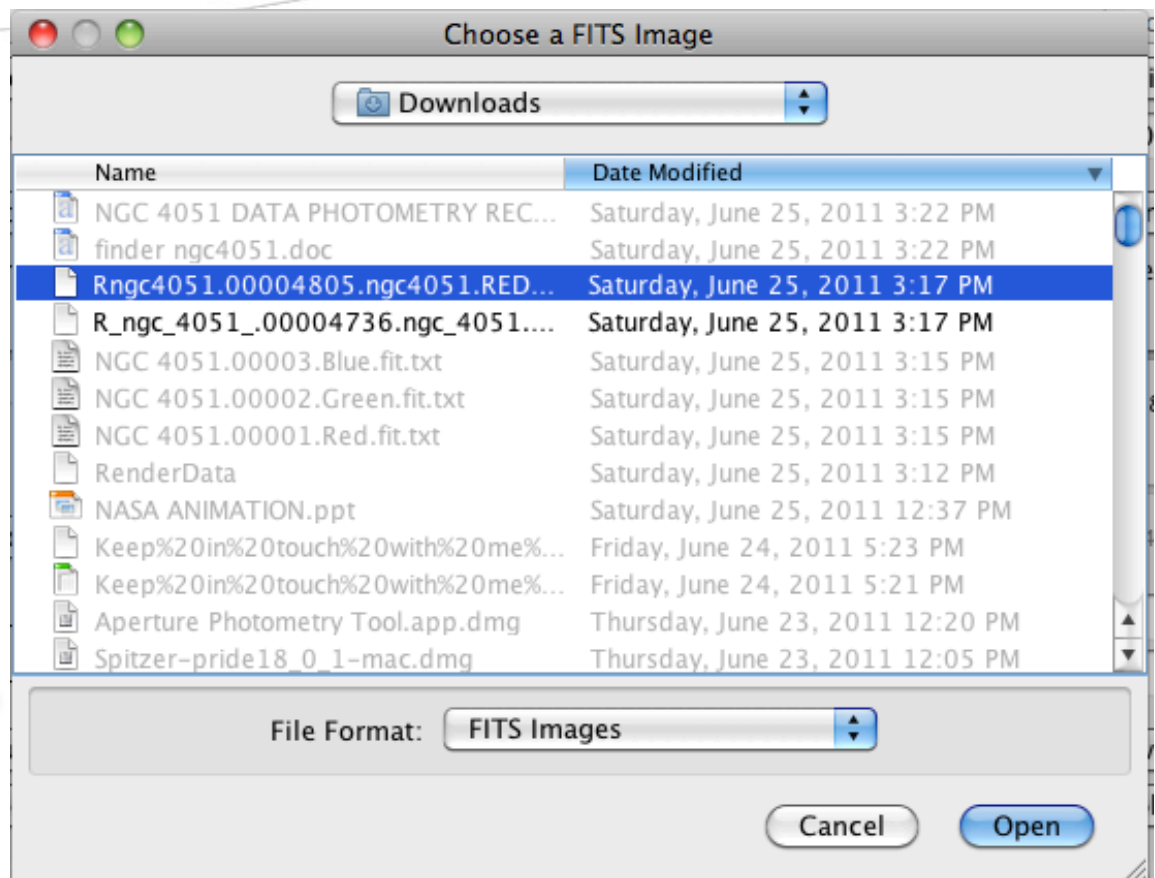 Choose a FITS Image
Downloads
Name Date Modified
NGC 4051 DATA PHOTOMETRY REC... Saturday, June 25, 2011 3:22 PM
finder ngc4051.doc Saturday, June 25, 2011 3:22 PM
Rngc4051.00004805.ngc4051.RED... Saturday, June 25, 2011 3:17 PM
R_ngc_4051_.00004736.ngc_4051.... Saturday, June 25, 2011 3:17 PM
NGC 4051.00003.Blue.fit.txt Saturday, June 25, 2011 3:15 PM
NGC 4051.00002.Green.fit.txt Saturday, June 25, 2011 3:15 PM
NGC 4051.00001.Red.fit.txt Saturday, June 25, 2011 3:15 PM
RenderData Saturday, June 25, 2011 3:12 PM
NASA ANIMATION.ppt Saturday, June 25, 2011 12:37 PM
Keep%20in%20touch%20with%20me%... Friday, June 24, 2011 5:23 PM
Keep%20in%20touch%20with%20me%... Friday, June 24, 2011 5:21 PM
Aperture Photometry Tool.app.dmg Thursday, June 23, 2011 12:20 PM
Spitzer-pride18_0_1-mac.dmg Thursday, June 23, 2011 12:05 PM
File Format: FITS Images
Cancel Open